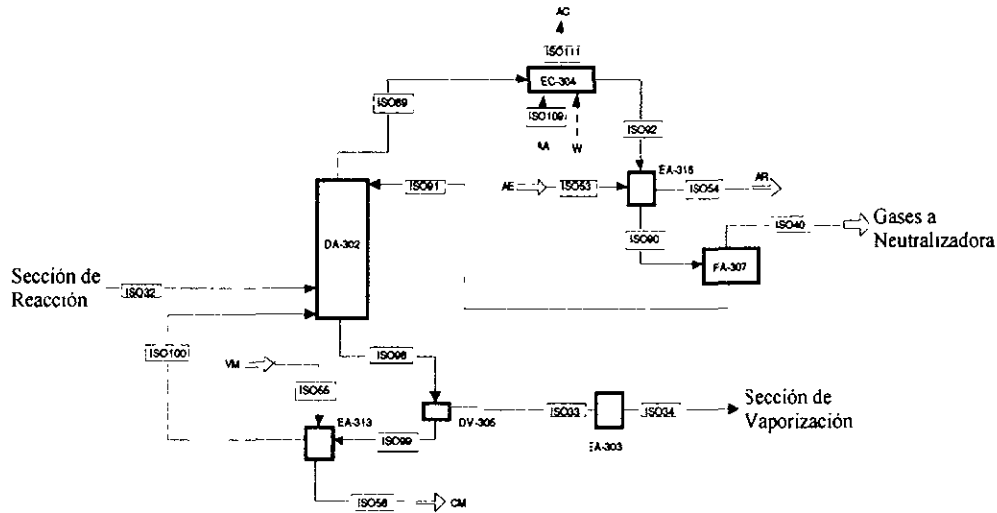 AC
ISO111
EC-304
ISO89
ISO109
AA
W
ISO92
EA-316
ISO91
AE
ISO53
ISO54
AR
DA-302
ISO90
ISO40
Gases a
Neutralizadora
FA-307
Sección de
Reacción
ISO32
ISO100
VM
ISO98
ISO55
EA-313
DV-305
ISO33
ISO34
Sección de
Vaporización
ISO99
EA-303
ISO56
CM